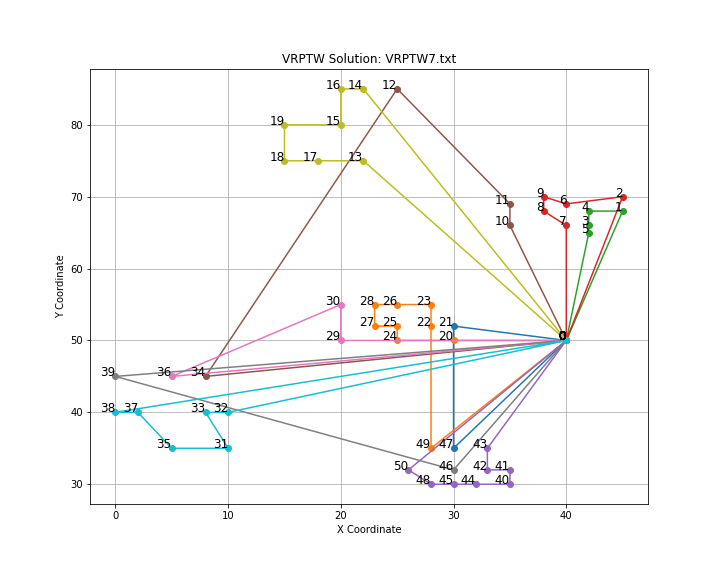 VRPTW Solution: VRPTW7.txt
16 14 12
19 15
80
18 17 13
70
9 6 2
11 8 4 1
10 7 3
5
60
30 28 26 23
27 25 22 21
50
29 24 20 0
39 36 34
40
38 37 33 32
35 31 49 47 43
50 46 42 41
30
48 45 44 40
0 10 20 30 40
X Coordinate
Y Coordinate